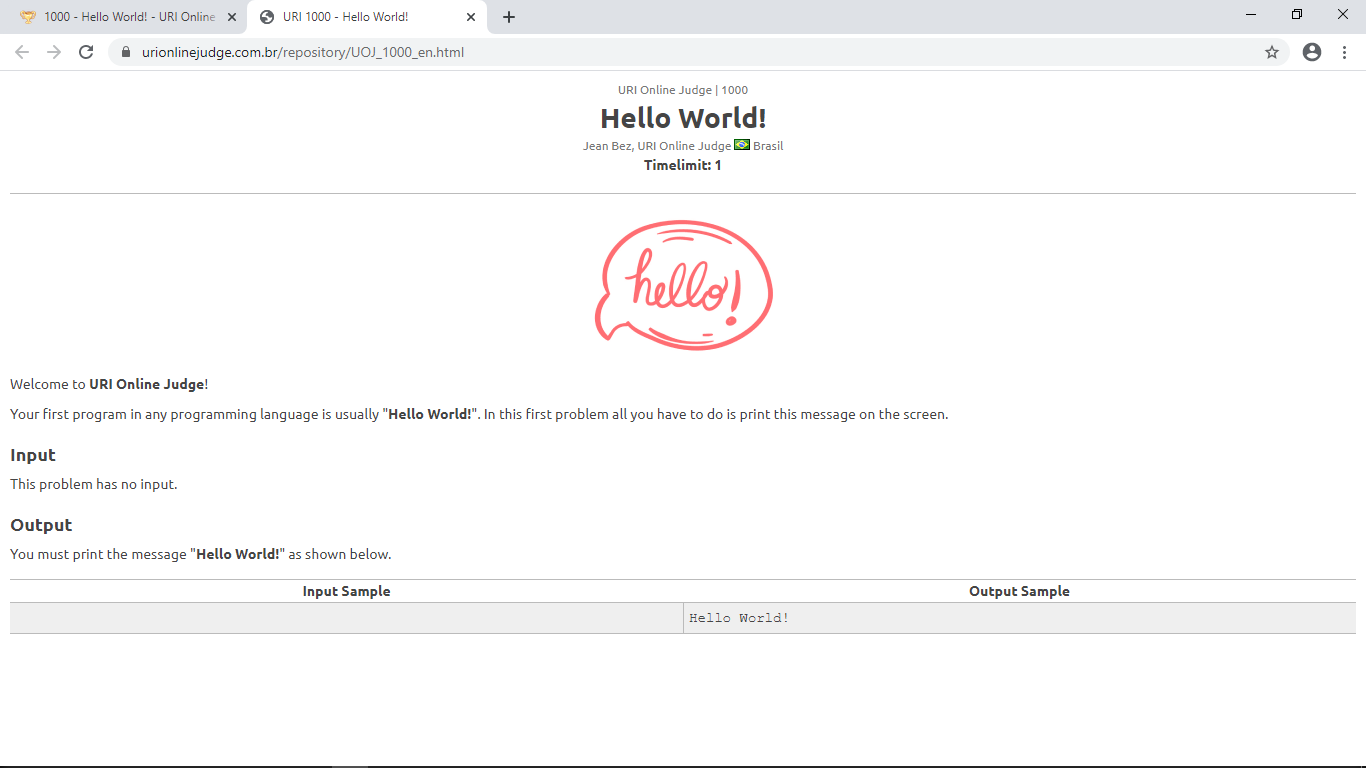 1000 - Hello World! - URI Online
URI 1000 - Hello World!
urionlinejudge.com.br/repository/UOJ_1000_en.html
URI Online Judge | 1000
Hello World!
Jean Bez, URI Online Judge Brasil
Timelimit: 1
hello!
Welcome to URI Online Judge!
Your first program in any programming language is usually "Hello World!". In this first problem all you have to do is print this message on the screen.
Input
This problem has no input.
Output
You must print the message "Hello World!" as shown below.
Input Sample Output Sample
Hello World!